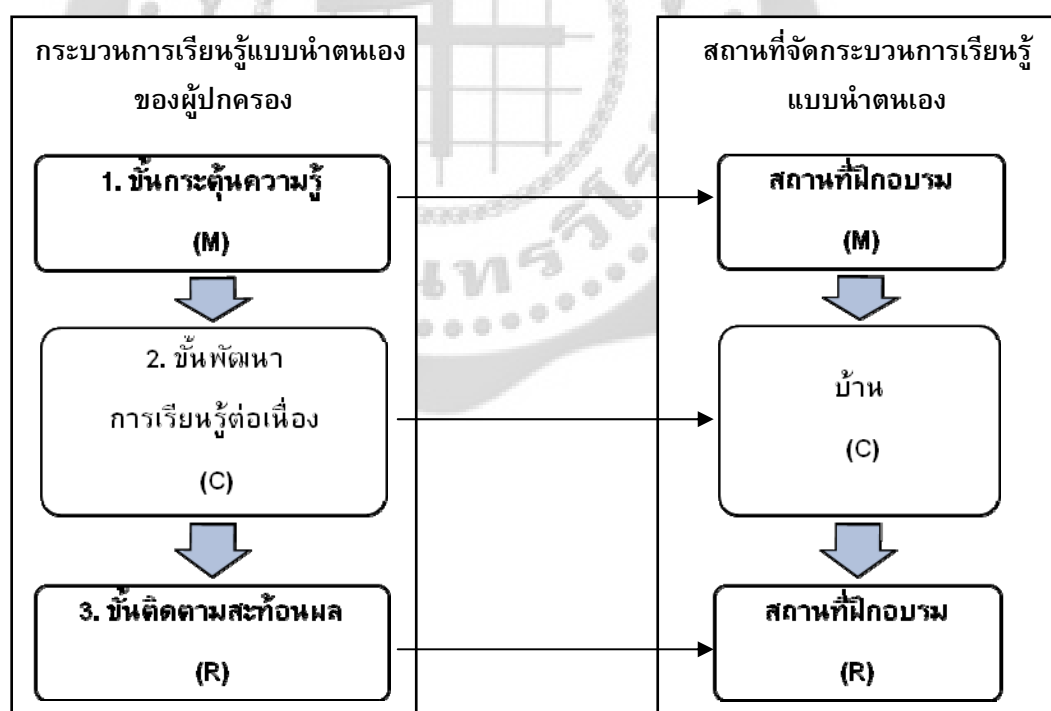 กระบวนการเรียนรู้แบบนำตนเอง
ของผู้ปกครอง
1. ขั้นกระตุ้นความรู้
(M)
2. ขั้นพัฒนา
การเรียนรู้ต่อเนื่อง
(C)
3. ขั้นติดตามสะท้อนผล
(R)
สถานที่จัดกระบวนการเรียนรู้
แบบนำตนเอง
สถานที่ฝึกอบรม
(M)
บ้าน
(C)
สถานที่ฝึกอบรม
(R)